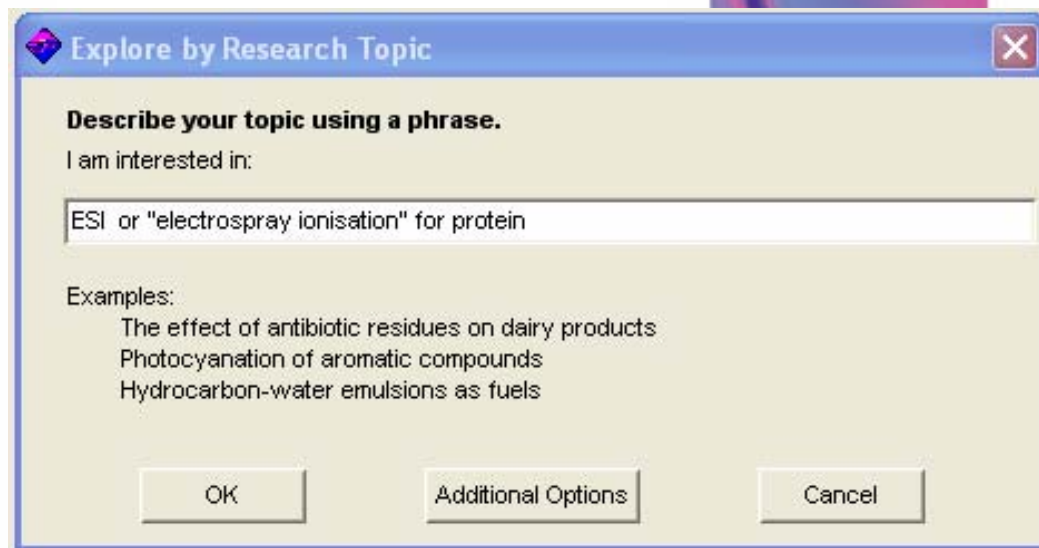 Explore by Research Topic
Describe your topic using a phrase.
I am interested in:
ESI or "electrospray ionisation" for protein
Examples:
The effect of antibiotic residues on dairy products
Photocyanation of aromatic compounds
Hydrocarbon-water emulsions as fuels
OK Additional Options Cancel